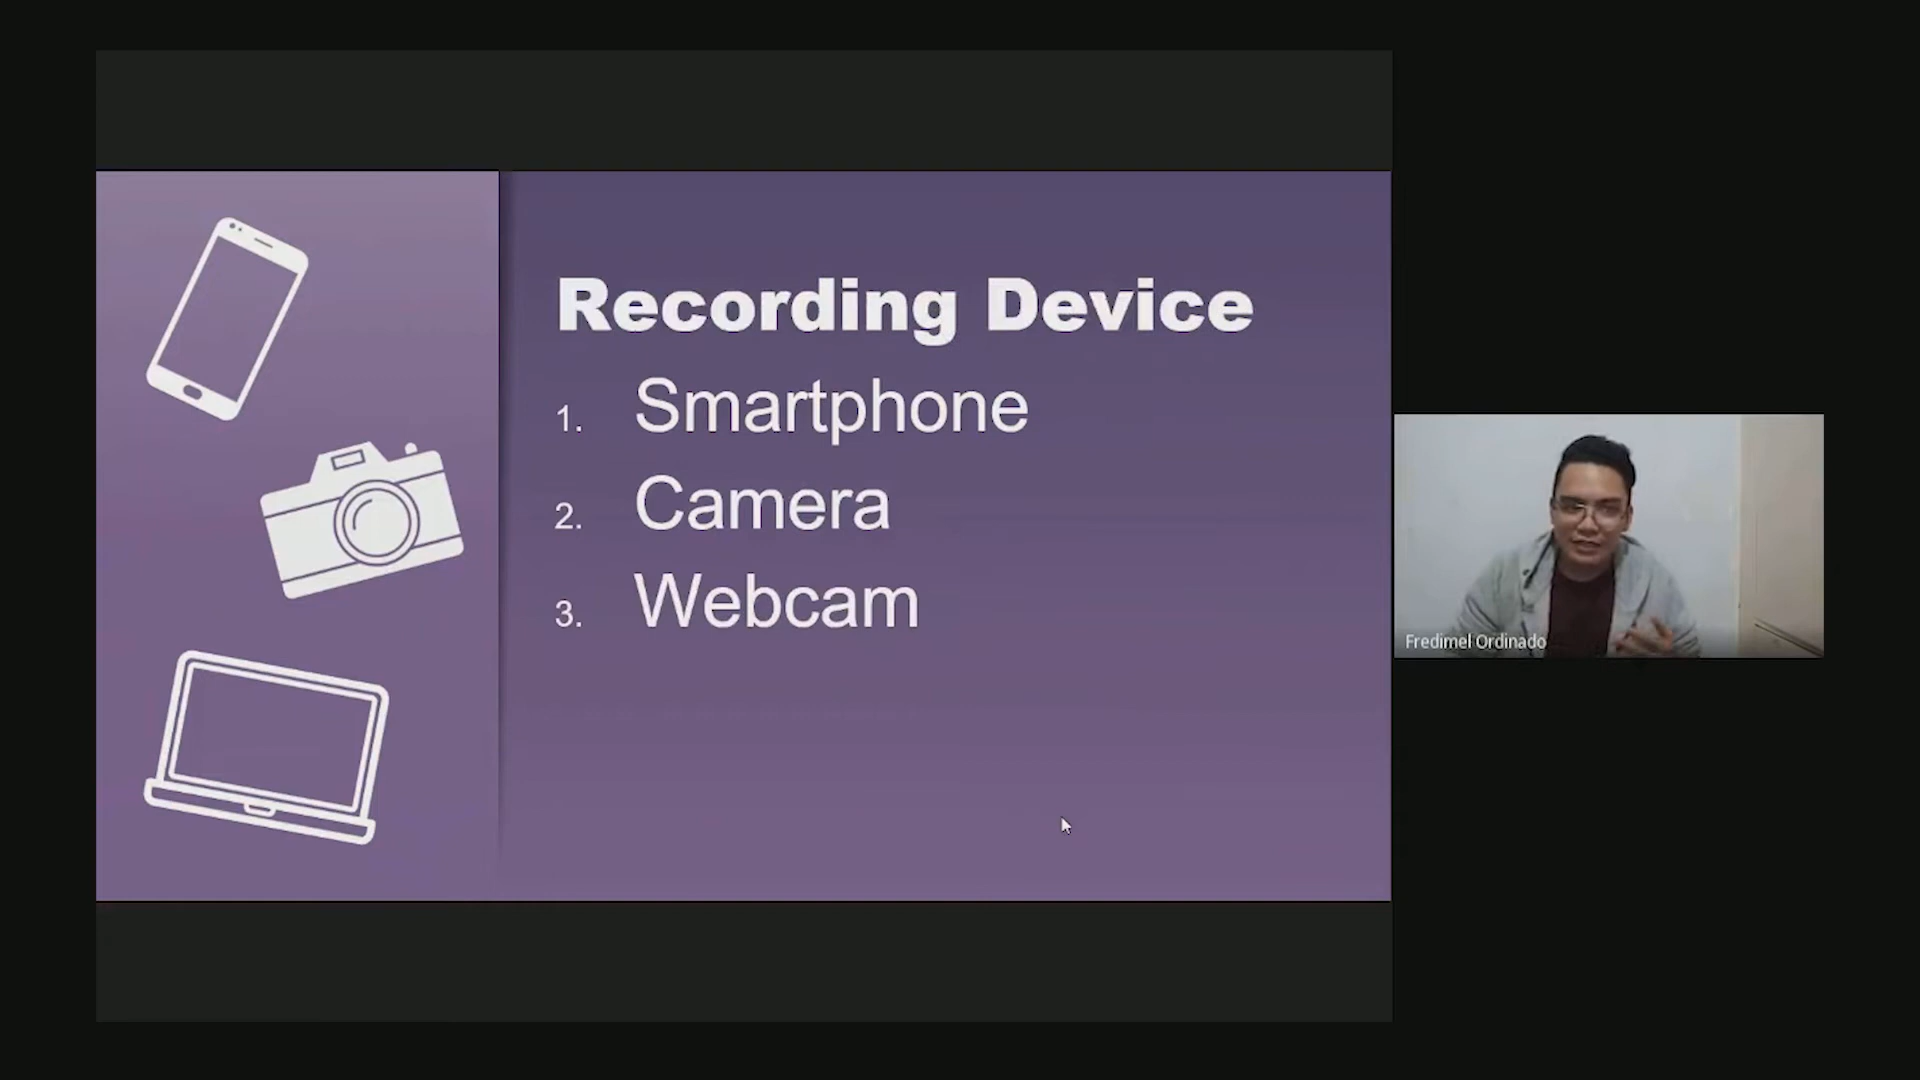 Recording Device
1. Smartphone
2. Camera
3. Webcam
Fredimel Ordinado